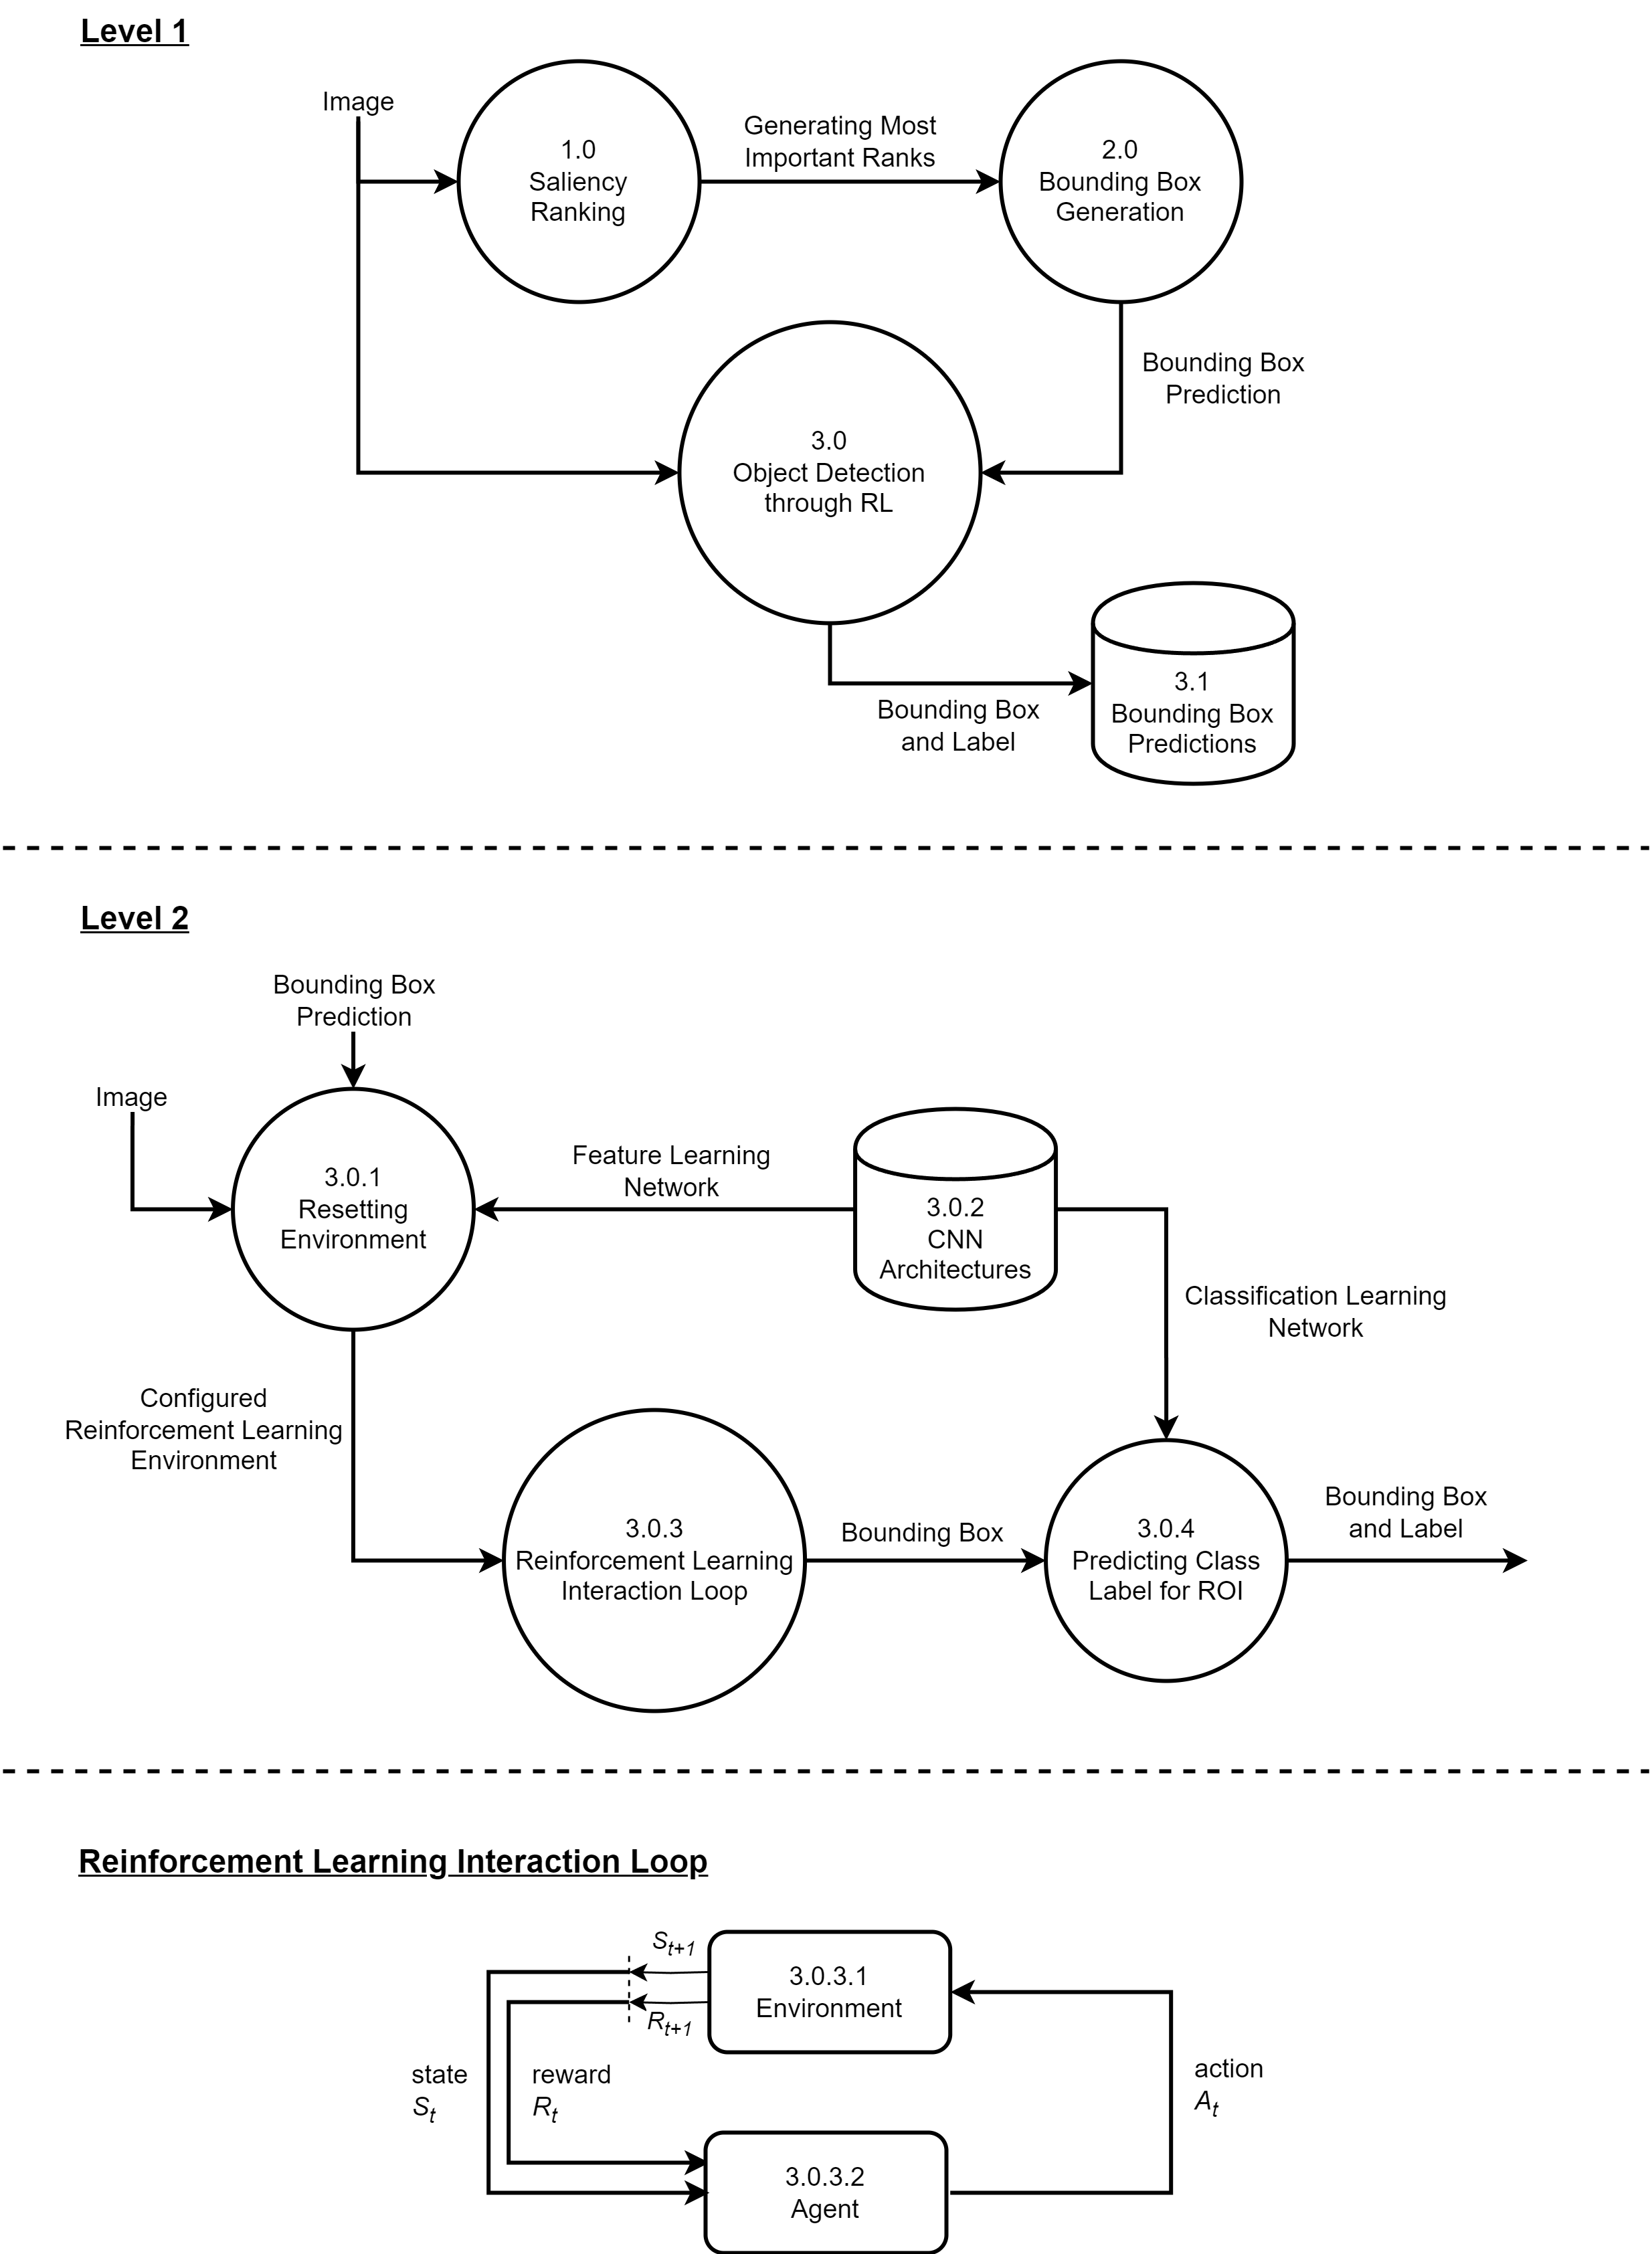 Level 1
Image
1.0
Saliency
Ranking
Generating Most
Important Ranks
2.0
Bounding Box
Generation
Bounding Box
Prediction
3.0
Object Detection
through RL
Bounding Box
and Label
3.1
Bounding Box
Predictions
Level 2
Bounding Box
Prediction
Image
3.0.1
Resetting
Environment
Feature Learning
Network
3.0.2
CNN
Architectures
Classification Learning
Network
Configured
Reinforcement Learning
Environment
3.0.3
Reinforcement Learning
Interaction Loop
Bounding Box
3.0.4
Predicting Class
Label for ROI
Bounding Box
and Label
Reinforcement Learning Interaction Loop
S_{t+1}
R_{t+1}
3.0.3.1
Environment
state
S_t
reward
R_t
action
A_t
3.0.3.2
Agent